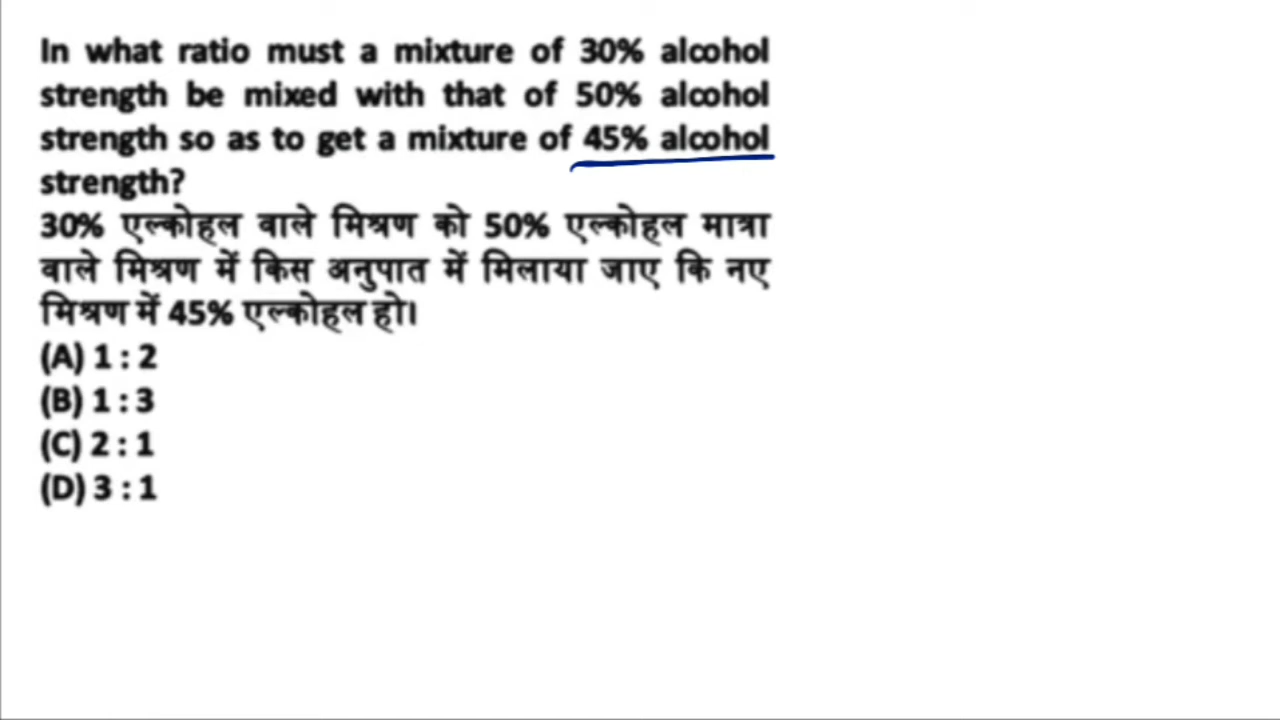 In what ratio must a mixture of 30% alcohol
strength be mixed with that of 50% alcohol
strength so as to get a mixture of 45% alcohol
strength?
30% एल्कोहल वाले मिश्रण को 50% एल्कोहल मात्रा
वाले मिश्रण में किस अनुपात में मिलाया जाए कि नए
मिश्रण में 45% एल्कोहल हो।
(A) 1 : 2
(B) 1 : 3
(C) 2 : 1
(D) 3 : 1